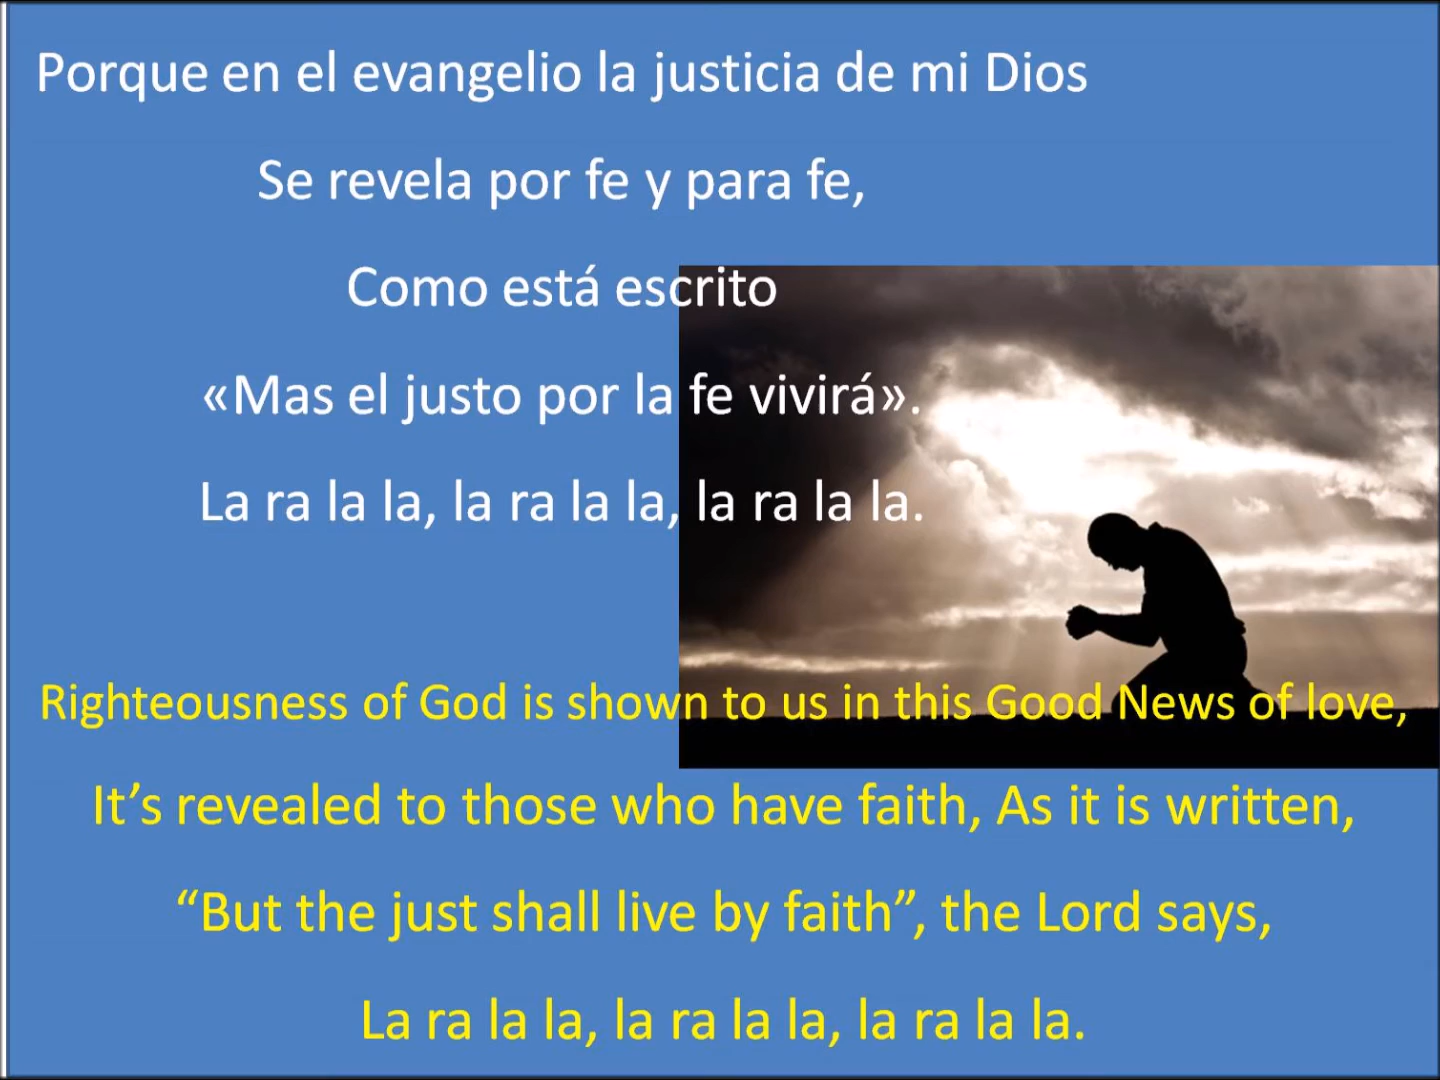 Porque en el evangelio la justicia de mi Dios
Se revela por fe y para fe,
Como está escrito
«Mas el justo por la fe vivirá».
La ra la la, la ra la la, la ra la la.
Righteousness of God is shown to us in this Good News of love,
It’s revealed to those who have faith, As it is written,
“But the just shall live by faith”, the Lord says,
La ra la la, la ra la la, la ra la la.